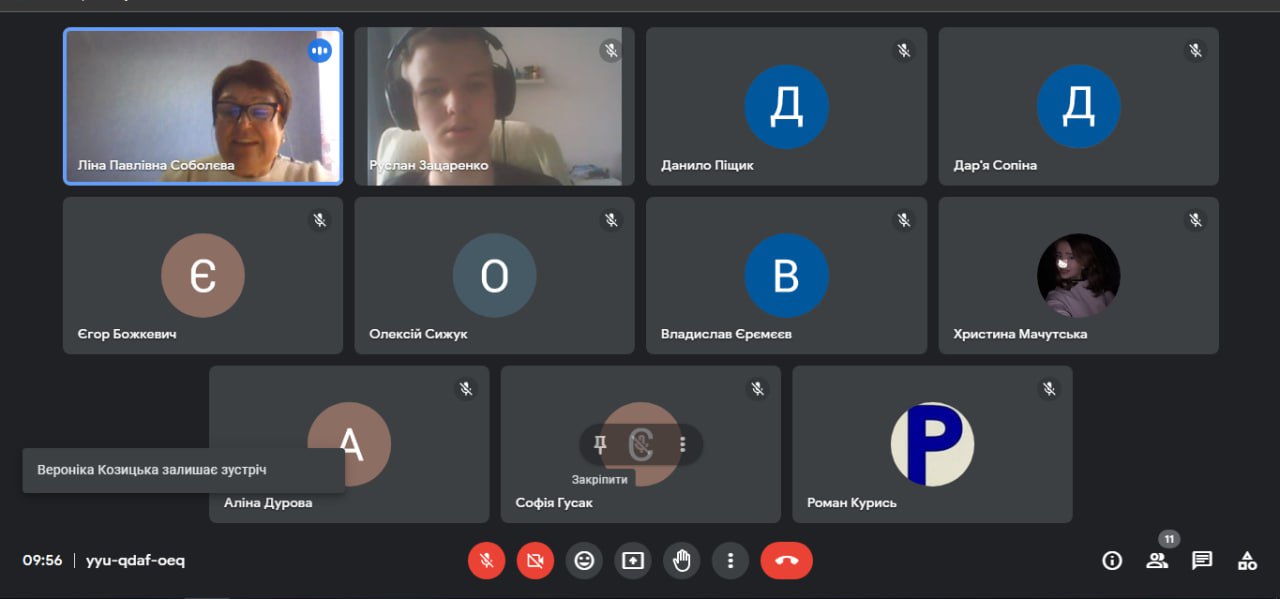 Ліна Павлівна Соболєва
Руслан Зацаренко
Д
Данило Піщик
Д
Дар'я Сопіна
Є
Єгор Божкевич
О
Олексій Сижук
В
Владислав Єрємєєв
Христина Мачутська
А
Аліна Дурова
Є
Закріпити
Софія Гусак
Р
Роман Курись
Вероніка Козицька залишає зустріч
09:56 | yyu-qdaf-oeq
11